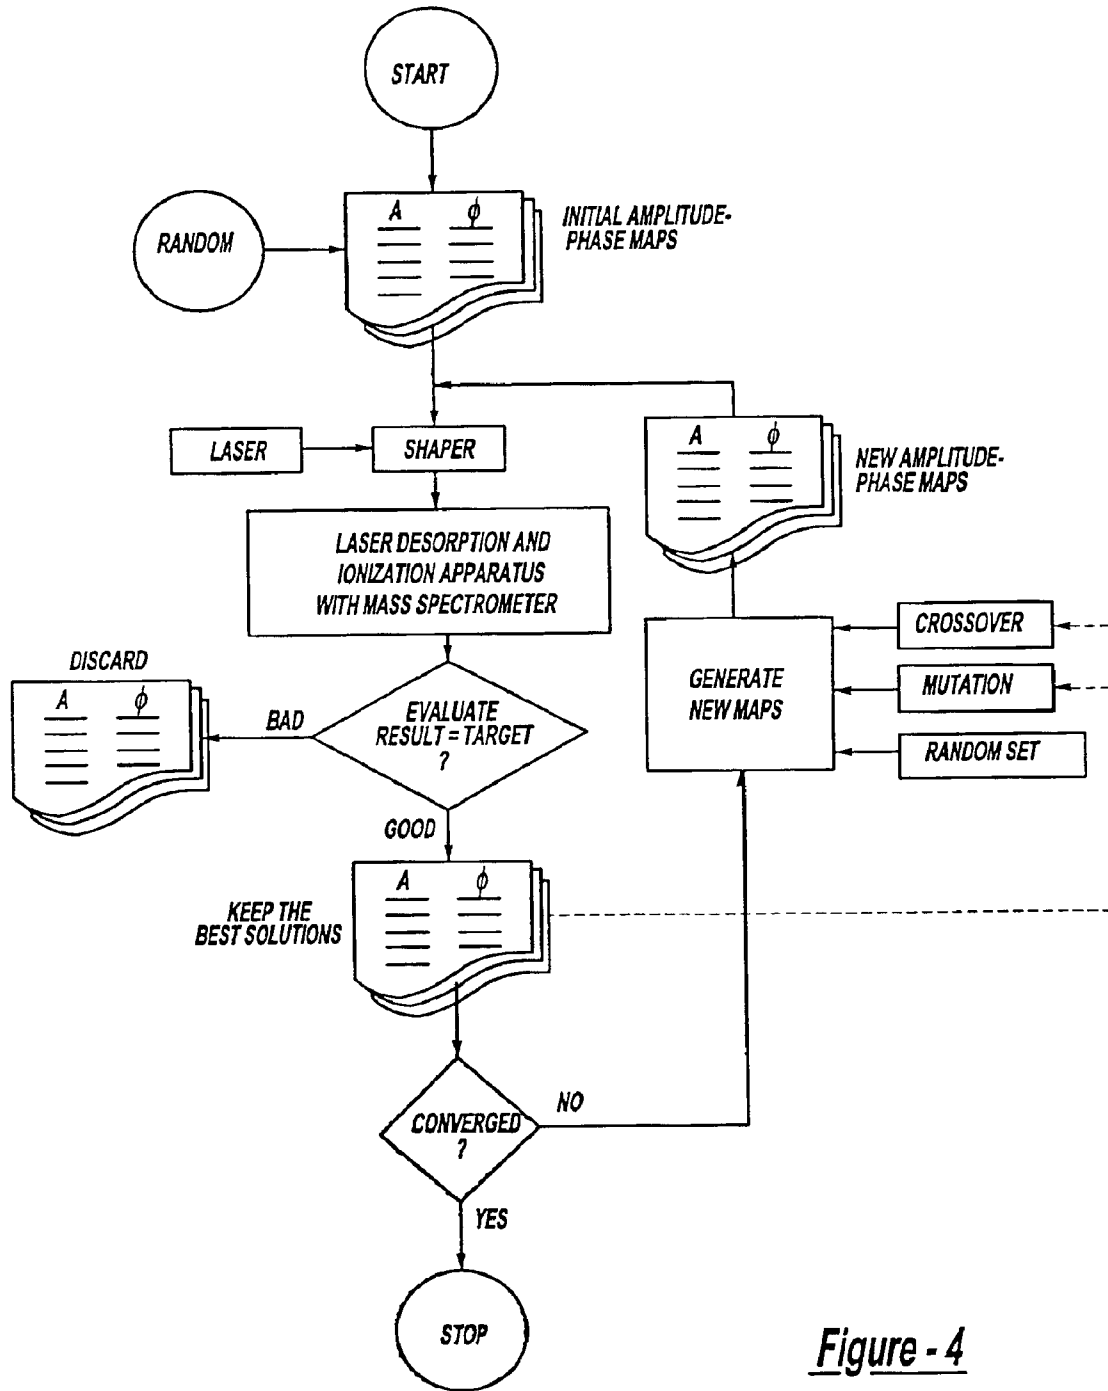 START
RANDOM
A ϕ
INITIAL AMPLITUDE-
PHASE MAPS
LASER
SHAPER
A ϕ
NEW AMPLITUDE-
PHASE MAPS
LASER DESORPTION AND
IONIZATION APPARATUS
WITH MASS SPECTROMETER
CROSSOVER
GENERATE
NEW MAPS
MUTATION
RANDOM SET
DISCARD
A ϕ
BAD
EVALUATE
RESULT = TARGET
?
GOOD
A ϕ
KEEP THE
BEST SOLUTIONS
CONVERGED
?
NO
YES
STOP
Figure - 4